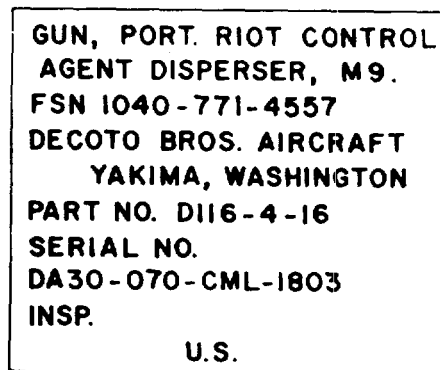 GUN, PORT. RIOT CONTROL
AGENT DISPERSER, M9.
FSN 1040-771-4557
DECOTO BROS. AIRCRAFT
YAKIMA, WASHINGTON
PART NO. D116-4-16
SERIAL NO.
DA30-070-CML-1803
INSP.
U.S.